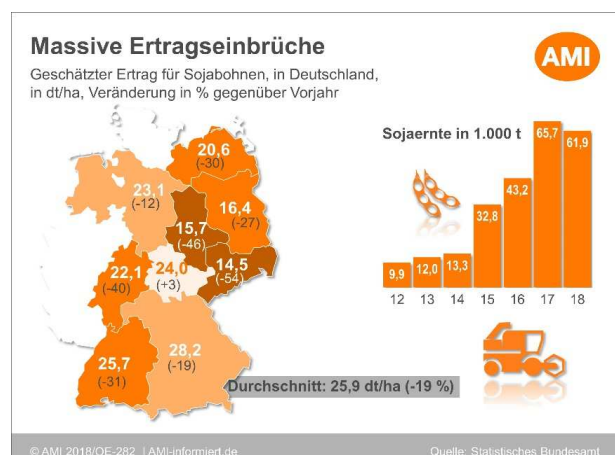 Massive Ertragseinbrüche
Geschätzter Ertrag für Sojabohnen, in Deutschland,
in dt/ha, Veränderung in % gegenüber Vorjahr
AMI
20,6
(-30)
23,1
(-12)
16,4
(-27)
15,7
(-46)
14,5
(-54)
22,1
(-40)
24,0
(+3)
25,7
(-31)
28,2
(-19)
Durchschnitt: 25,9 dt/ha (-19 %)
Sojaernte in 1.000 t
9,9 12,0 13,3 32,8 43,2 65,7 61,9
12 13 14 15 16 17 18
© AMI 2018/OE-282 | AMI-informiert.de
Quelle: Statistisches Bundesamt